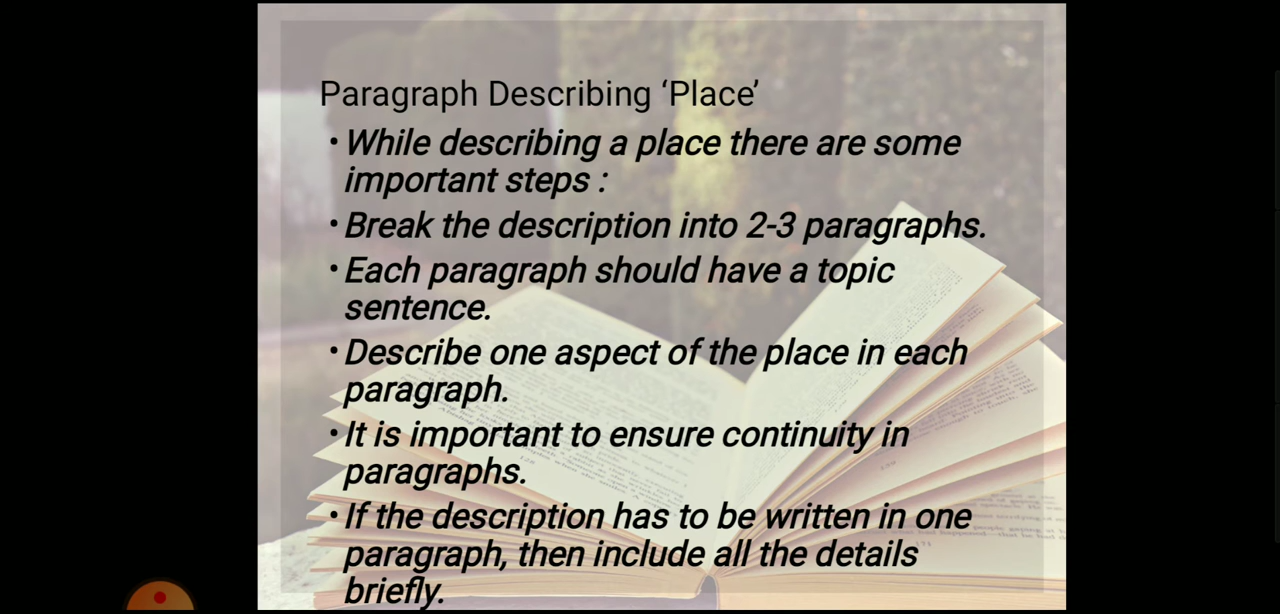 Paragraph Describing ‘Place’
• While describing a place there are some
important steps :
• Break the description into 2-3 paragraphs.
• Each paragraph should have a topic
sentence.
• Describe one aspect of the place in each
paragraph.
• It is important to ensure continuity in
paragraphs.
• If the description has to be written in one
paragraph, then include all the details
briefly.